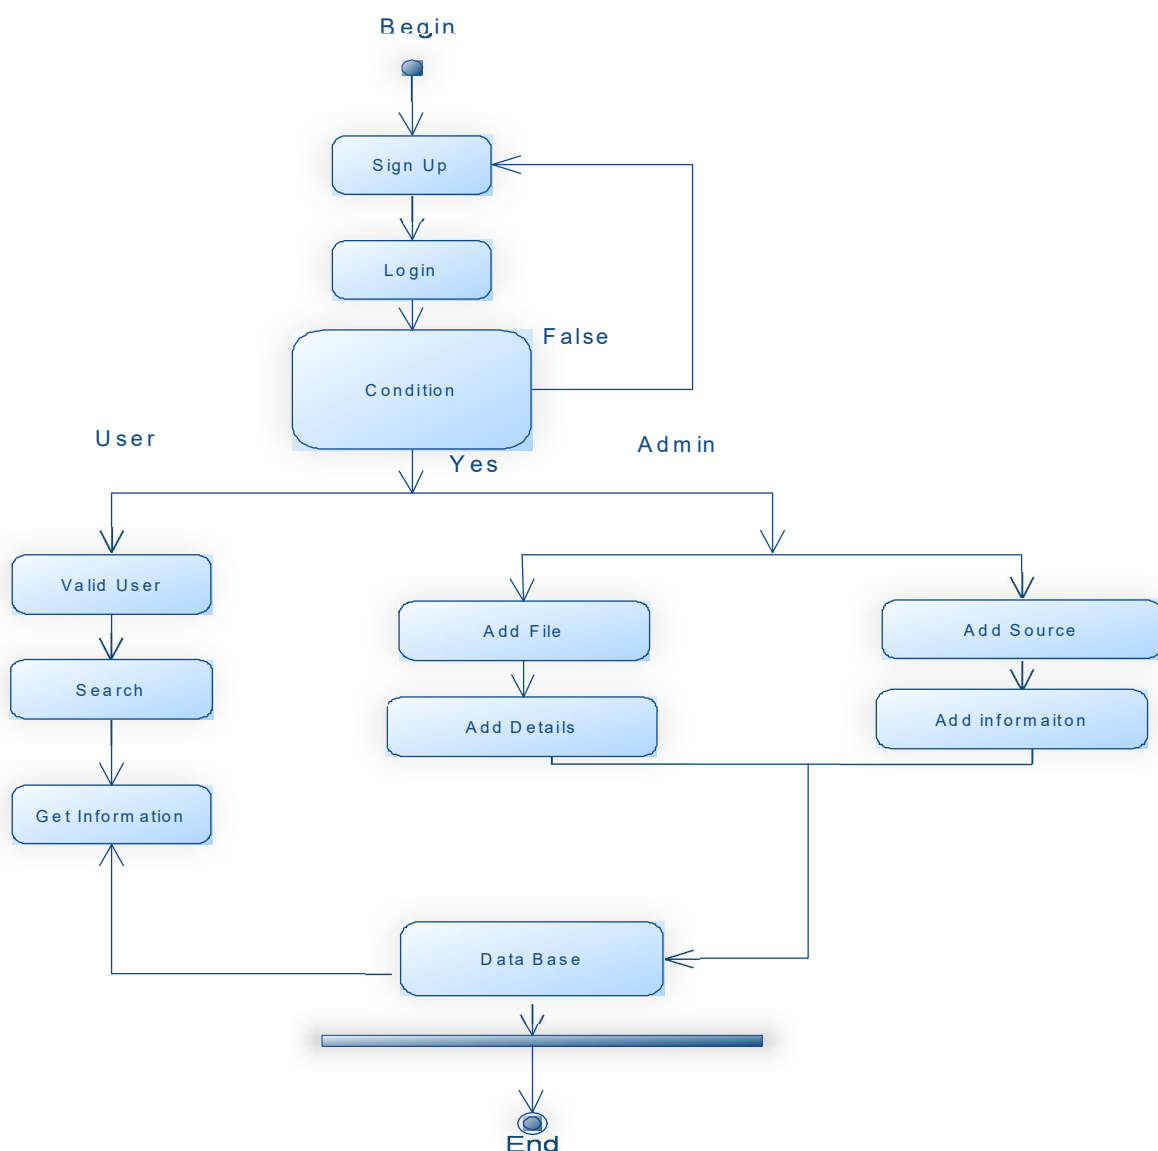 Begin
Sign Up
Login
False
Condition
User
Admin
Yes
Valid User
Add File
Add Source
Search
Add Details
Add informaiton
Get Information
Data Base
End